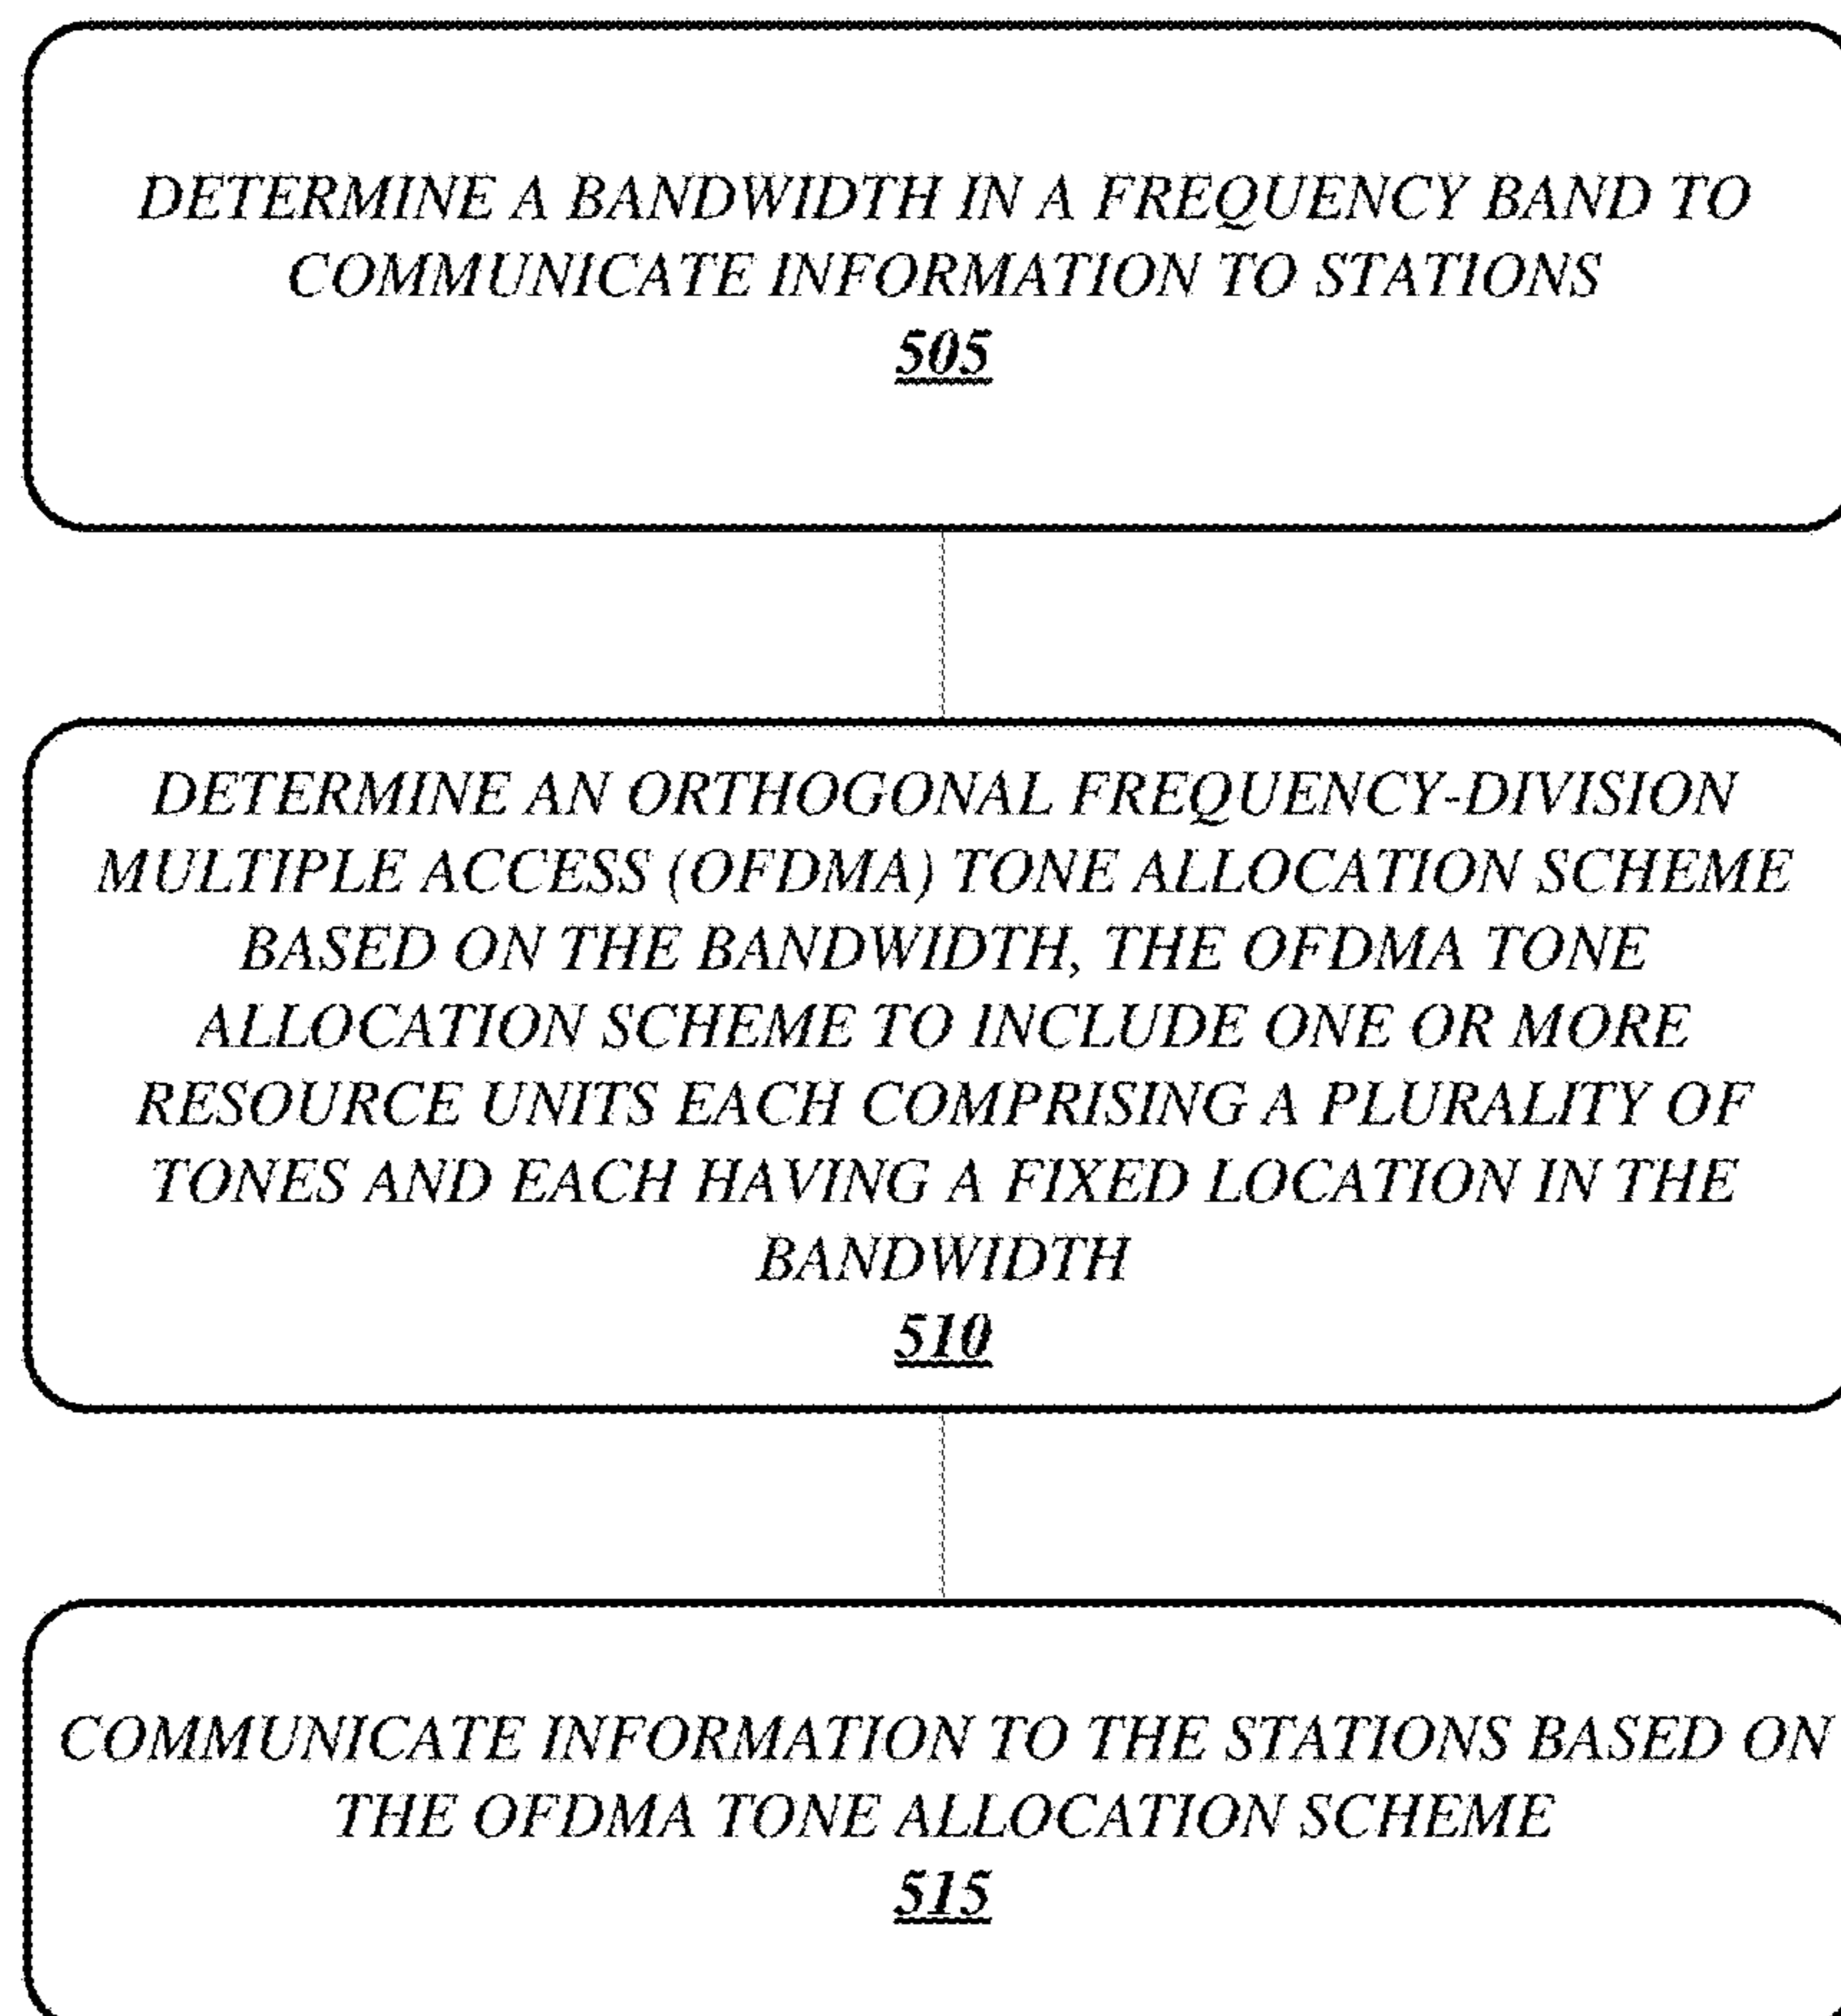 DETERMINE A BANDWIDTH IN A FREQUENCY BAND TO
COMMUNICATE INFORMATION TO STATIONS
505
DETERMINE AN ORTHOGONAL FREQUENCY-DIVISION
MULTIPLE ACCESS (OFDMA) TONE ALLOCATION SCHEME
BASED ON THE BANDWIDTH, THE OFDMA TONE
ALLOCATION SCHEME TO INCLUDE ONE OR MORE
RESOURCE UNITS EACH COMPRISING A PLURALITY OF
TONES AND EACH HAVING A FIXED LOCATION IN THE
BANDWIDTH
510
COMMUNICATE INFORMATION TO THE STATIONS BASED ON
THE OFDMA TONE ALLOCATION SCHEME
515